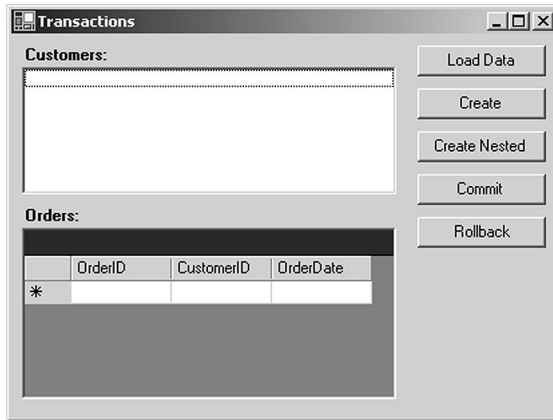 Transactions
Customers:
Load Data
Create
Create Nested
Commit
Rollback
Orders:
OrderID CustomerID OrderDate
*